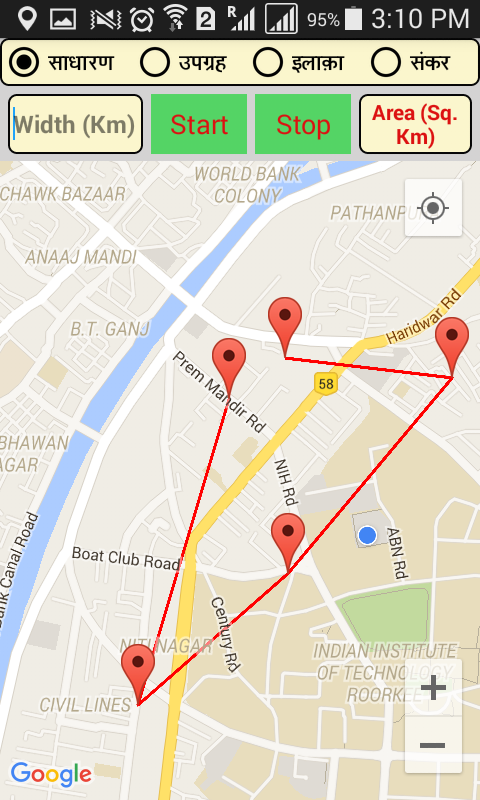 2 R 95% 3:10 PM
साधारण उपग्रह इलाक़ा संकर
Width (Km) Start Stop Area (Sq. Km)
WORLD BANK
COLONY
CHAWK BAZAAR
PATHANPU
ANAAJ MANDI
Haridwar Rd
B.T. GANJ
Prem Mandir Rd
58
BHAWAN
AGAR
NIH Rd
Bank Canal Road
ABN Rd
Boat Club Road
Century Rd
NITI NAGAR
INDIAN INSTITUTE
OF TECHNOLOGY
ROORKEE
+
CIVIL LINES
−
Google